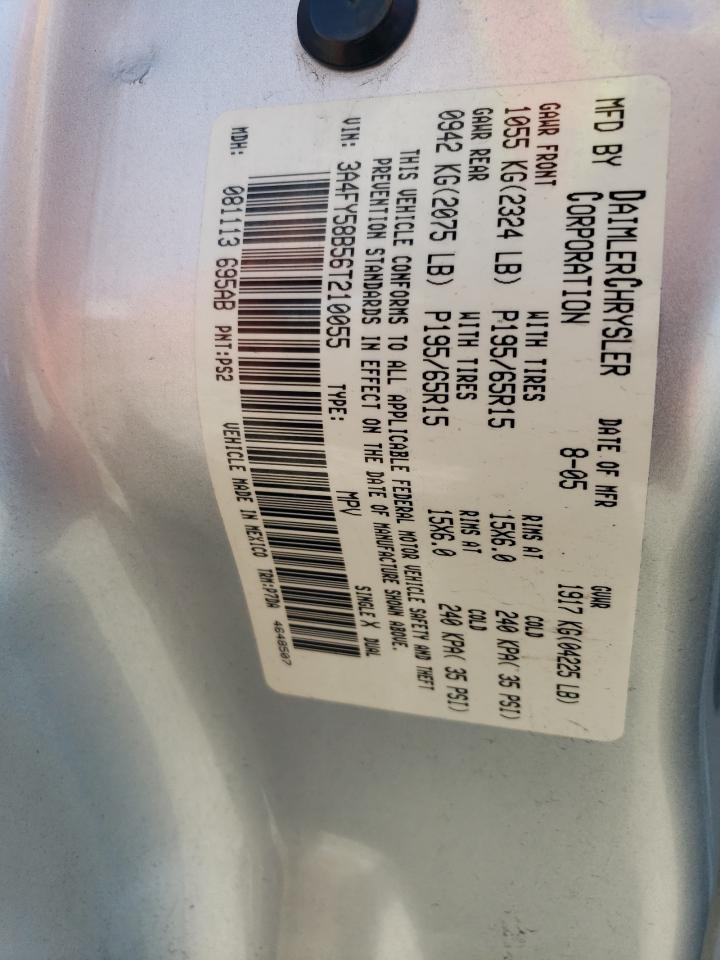 MFD BY DAIMLERCHRYSLER CORPORATION DATE OF MFR 8-05 GVWR 1917 KG(04225 LB)
GAWR FRONT WITH TIRES RIMS AT COLD
1055 KG(2324 LB) P195/65R15 15X6.0 240 KPA( 35 PSI)
GAWR REAR WITH TIRES RIMS AT COLD
0942 KG(2075 LB) P195/65R15 15X6.0 240 KPA( 35 PSI)
THIS VEHICLE CONFORMS TO ALL APPLICABLE FEDERAL MOTOR VEHICLE SAFETY AND THEFT
PREVENTION STANDARDS IN EFFECT ON THE DATE OF MANUFACTURE SHOWN ABOVE.
VIN: 3A4FY58B56T210055 TYPE: MPV SINGLE X DUAL
MDH: 081113 695AB PNT:PS2 VEHICLE MADE IN MEXICO TRM:P7DA 4648507